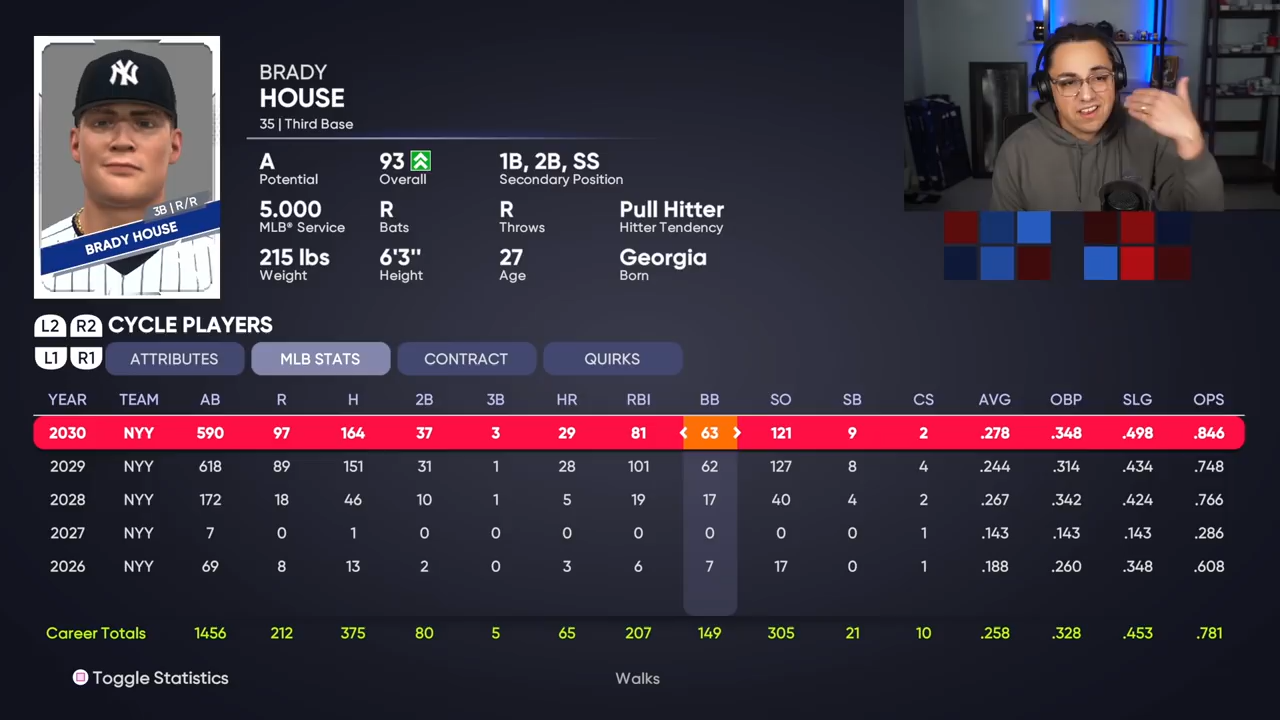 BRADY
HOUSE
35 | Third Base
A
Potential
93
Overall
1B, 2B, SS
Secondary Position
5.000
MLB® Service
R
Bats
R
Throws
Pull Hitter
Hitter Tendency
215 lbs
Weight
6'3''
Height
27
Age
Georgia
Born
NY
3B | R/R
BRADY HOUSE
L2 R2 CYCLE PLAYERS
L1 R1 ATTRIBUTES MLB STATS CONTRACT QUIRKS
YEAR TEAM AB R H 2B 3B HR RBI BB SO SB CS AVG OBP SLG OPS
2030 NYY 590 97 164 37 3 29 81 63 121 9 2 .278 .348 .498 .846
2029 NYY 618 89 151 31 1 28 101 62 127 8 4 .244 .314 .434 .748
2028 NYY 172 18 46 10 1 5 19 17 40 4 2 .267 .342 .424 .766
2027 NYY 7 0 1 0 0 0 0 0 0 0 1 .143 .143 .143 .286
2026 NYY 69 8 13 2 0 3 6 7 17 0 1 .188 .260 .348 .608
Career Totals 1456 212 375 80 5 65 207 149 305 21 10 .258 .328 .453 .781
Toggle Statistics
Walks